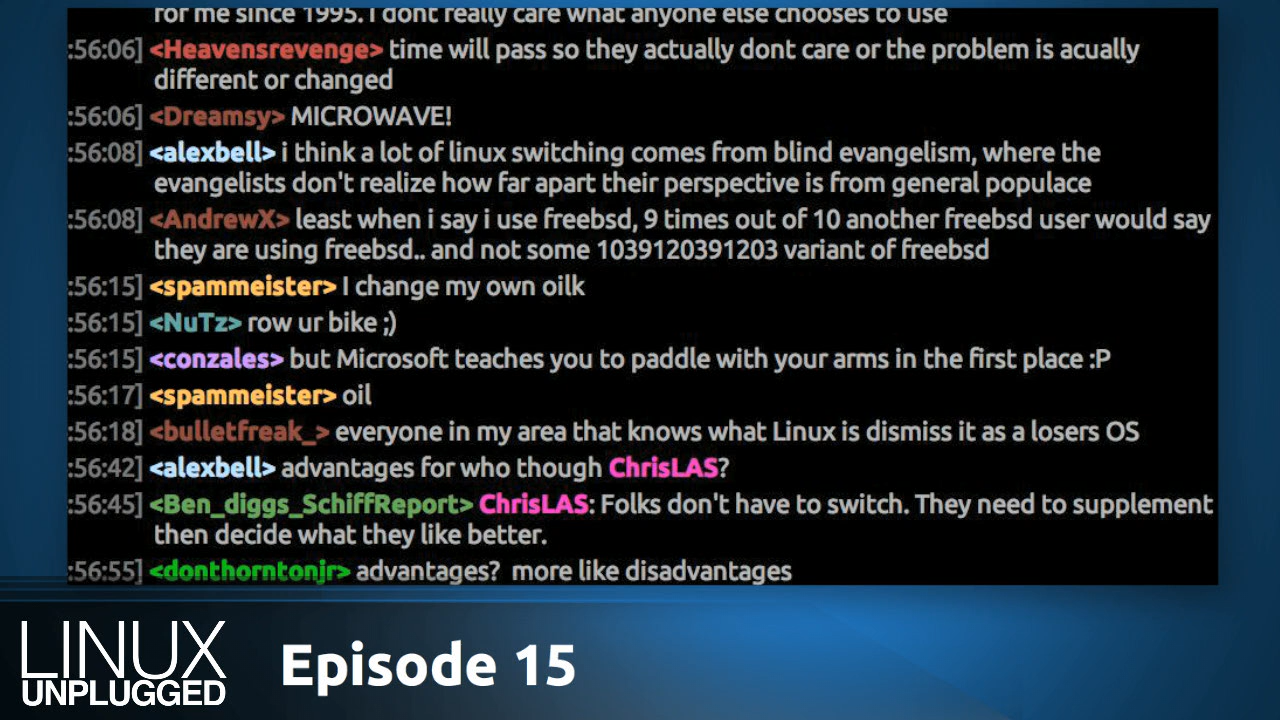 for me since 1995. I dont really care what anyone else chooses to use
:56:06] <Heavensrevenge> time will pass so they actually dont care or the problem is acually
different or changed
:56:06] <Dreamsy> MICROWAVE!
:56:08] <alexbell> i think a lot of linux switching comes from blind evangelism, where the
evangelists don't realize how far apart their perspective is from general populace
:56:08] <AndrewX> least when i say i use freebsd, 9 times out of 10 another freebsd user would say
they are using freebsd.. and not some 1039120391203 variant of freebsd
:56:15] <spammeister> I change my own oilk
:56:15] <NuTz> row ur bike ;)
:56:15] <conzales> but Microsoft teaches you to paddle with your arms in the first place :P
:56:17] <spammeister> oil
:56:18] <bulletfreak_> everyone in my area that knows what Linux is dismiss it as a losers OS
:56:42] <alexbell> advantages for who though ChrisLAS?
:56:45] <Ben_diggs_SchiffReport> ChrisLAS: Folks don't have to switch. They need to supplement
then decide what they like better.
:56:55] <donthorntonjr> advantages?  more like disadvantages
LINUX
UNPLUGGED
Episode 15